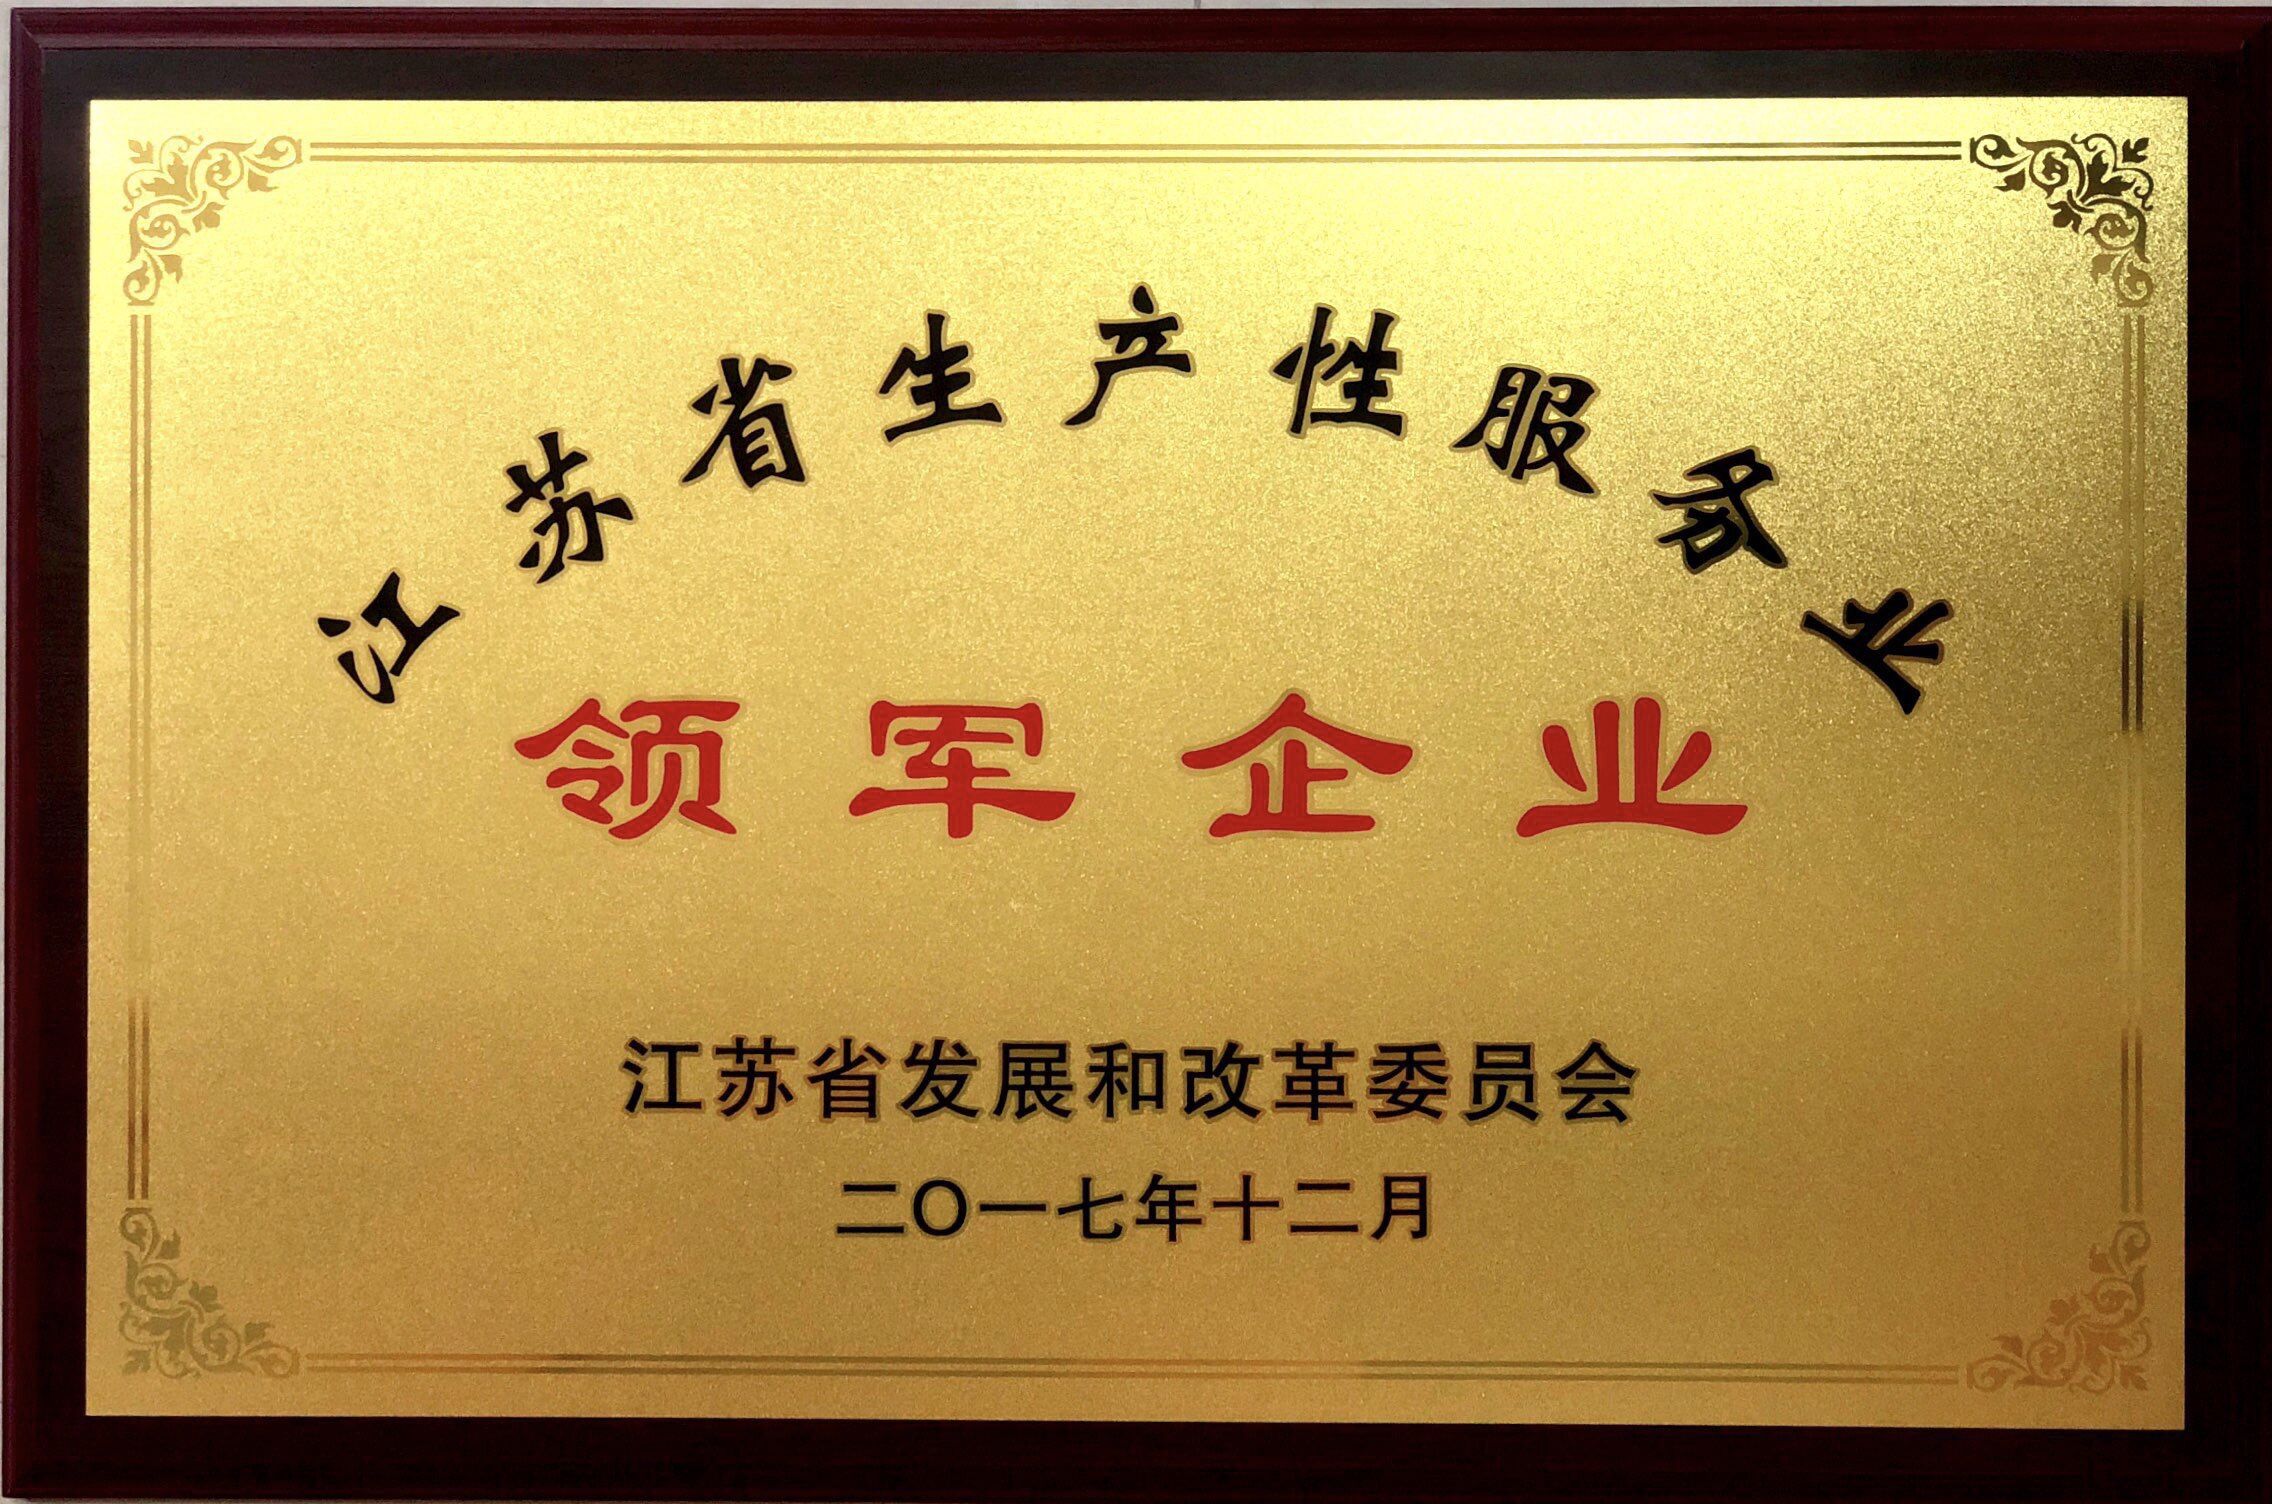 江苏省生产性服务业
领军企业
江苏省发展和改革委员会
二〇一七年十二月